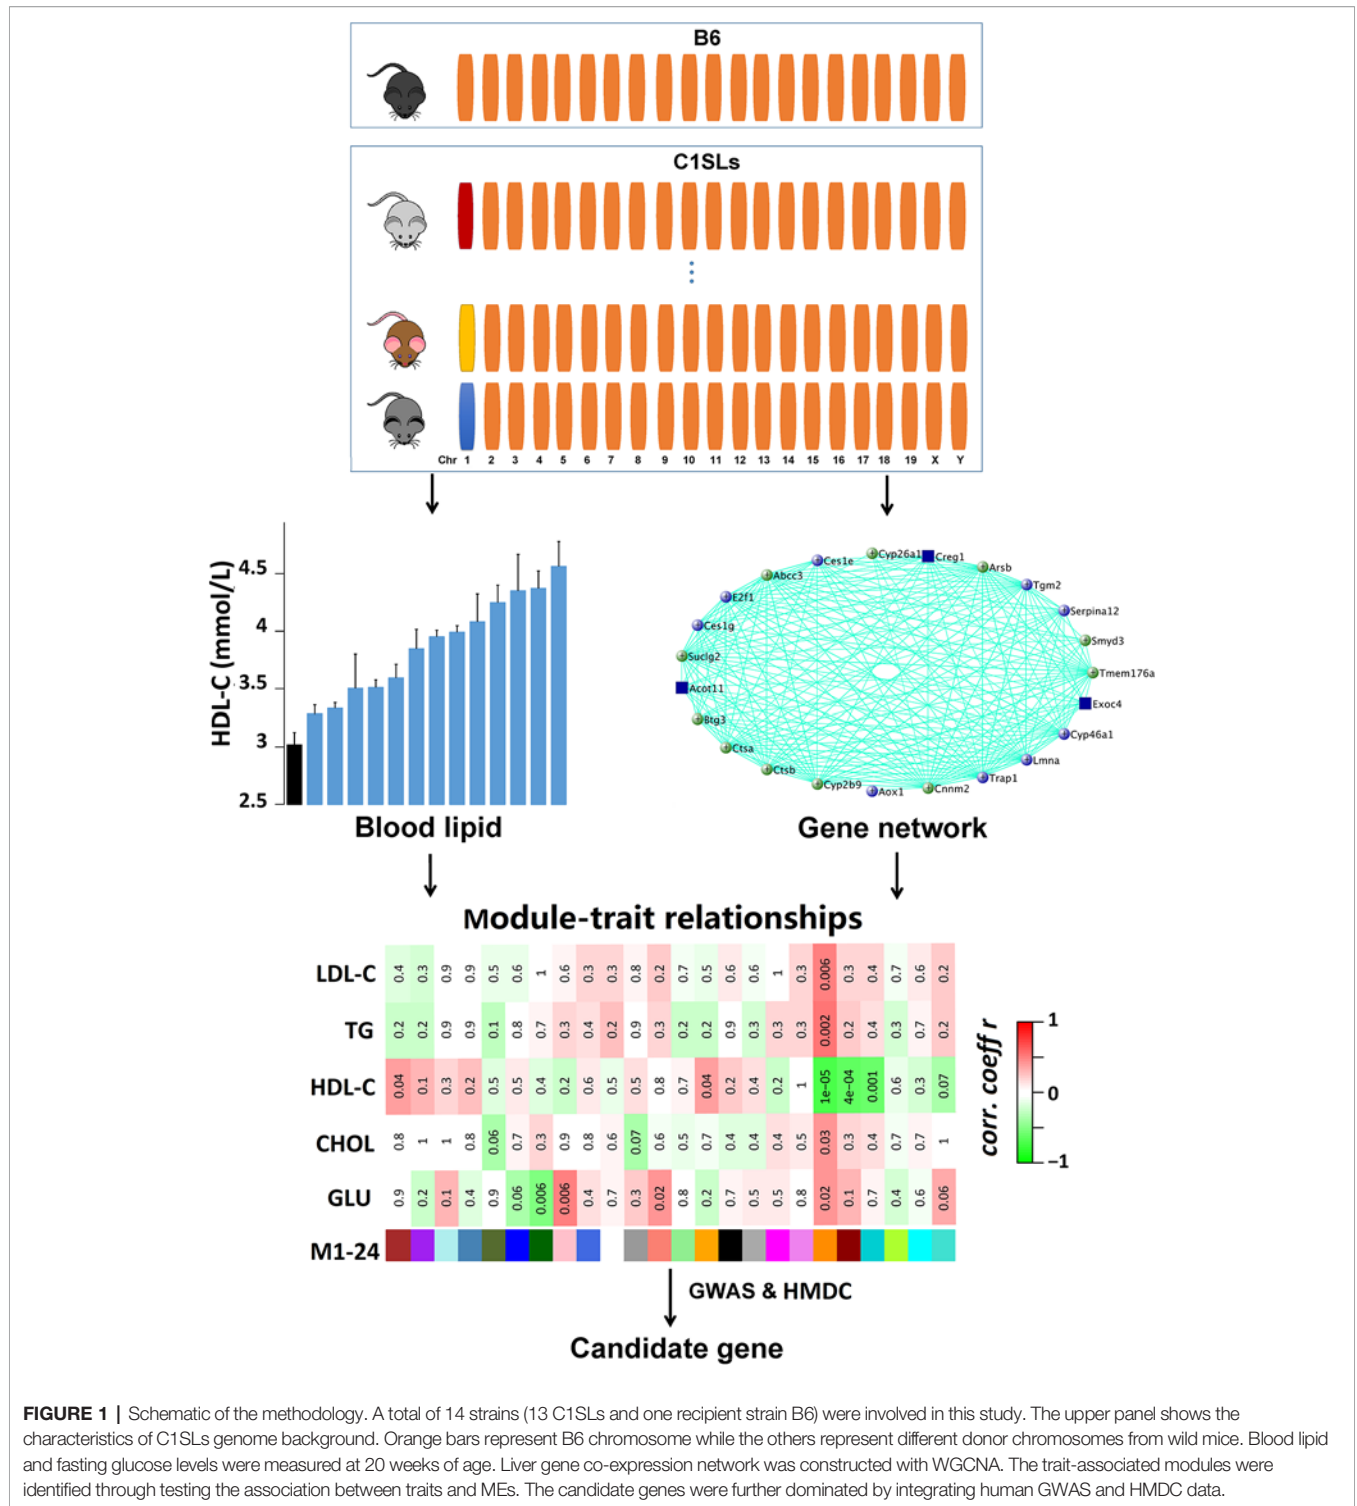 B6
C1SLs
Chr 1 2 3 4 5 6 7 8 9 10 11 12 13 14 15 16 17 18 19 X Y
HDL-C (mmol/L)
4.5
4
3.5
3
2.5
Blood lipid
Cyp26a1
Creg1
Ces1e
Arsb
Abcc3
Tgm2
E2f1
Serpina12
Ces1g
Smyd3
Suclg2
Tmem176a
Acot11
Exoc4
Btg3
Cyp46a1
Ctsa
Lmna
Ctsb
Trap1
Cyp2b9
Cnnm2
Aox1
Gene network
Module-trait relationships
LDL-C 0.4 0.3 0.9 0.9 0.5 0.6 1 0.6 0.3 0.3 0.8 0.2 0.7 0.5 0.6 0.6 1 0.3 0.006 0.3 0.4 0.7 0.6 0.2
TG 0.2 0.2 0.9 0.9 0.1 0.8 0.7 0.3 0.4 0.2 0.9 0.3 0.2 0.2 0.9 0.3 0.3 0.3 0.002 0.2 0.4 0.3 0.7 0.2
HDL-C 0.04 0.1 0.3 0.2 0.5 0.5 0.4 0.2 0.6 0.5 0.5 0.8 0.7 0.04 0.2 0.4 0.2 1 1e-05 4e-04 0.001 0.6 0.3 0.07
CHOL 0.8 1 1 0.8 0.06 0.7 0.3 0.9 0.8 0.6 0.07 0.6 0.5 0.7 0.4 0.4 0.4 0.5 0.03 0.3 0.4 0.7 0.7 1
GLU 0.9 0.2 0.1 0.4 0.9 0.06 0.006 0.006 0.4 0.7 0.3 0.02 0.8 0.2 0.7 0.5 0.5 0.8 0.02 0.1 0.7 0.4 0.6 0.06
M1-24
corr. coeff r
1
0
-1
GWAS & HMDC
Candidate gene
FIGURE 1 | Schematic of the methodology. A total of 14 strains (13 C1SLs and one recipient strain B6) were involved in this study. The upper panel shows the
characteristics of C1SLs genome background. Orange bars represent B6 chromosome while the others represent different donor chromosomes from wild mice. Blood lipid
and fasting glucose levels were measured at 20 weeks of age. Liver gene co-expression network was constructed with WGCNA. The trait-associated modules were
identified through testing the association between traits and MEs. The candidate genes were further dominated by integrating human GWAS and HMDC data.